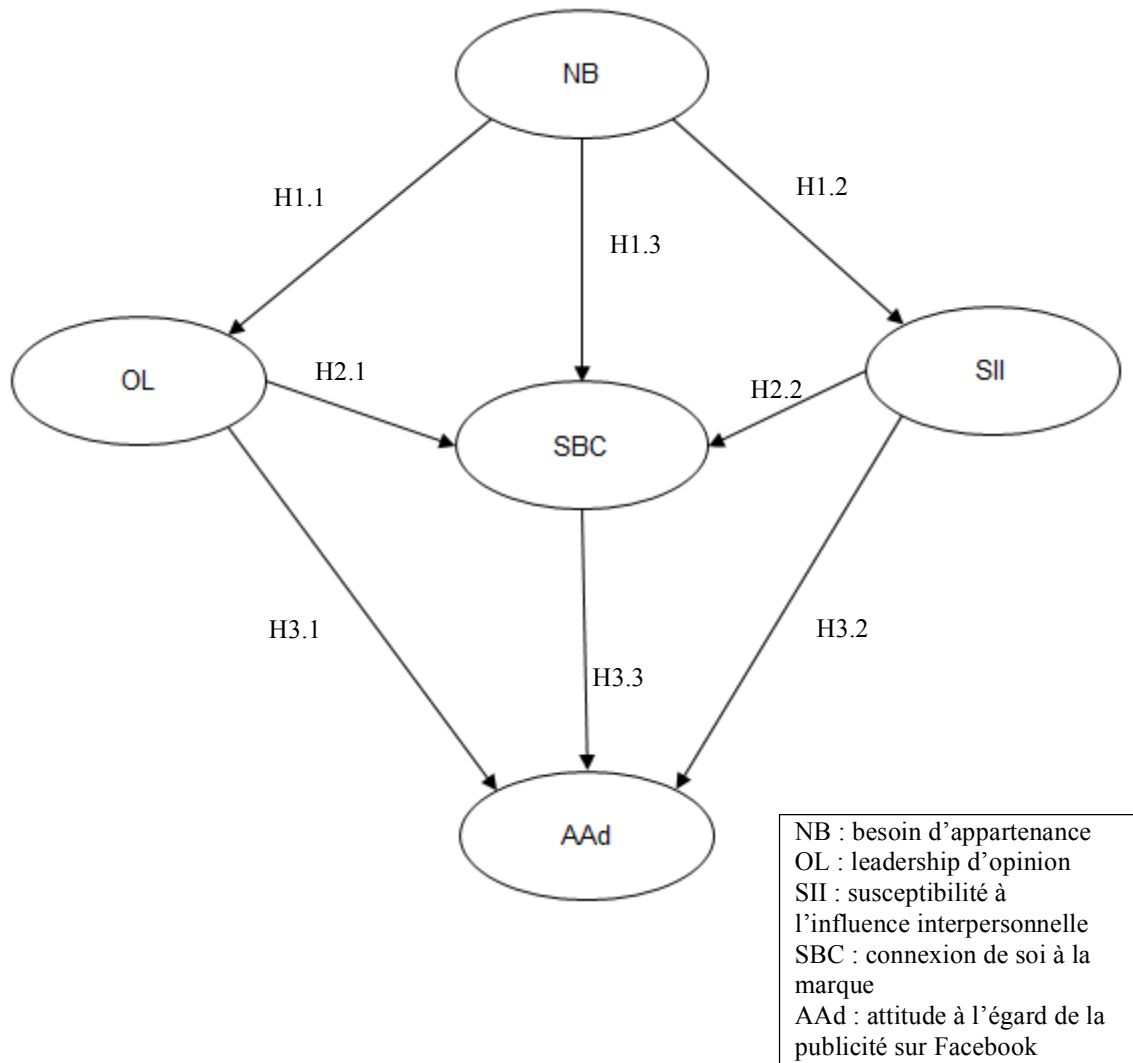 NB
H1.1
H1.2
H1.3
OL
H2.1
H2.2
SII
SBC
H3.1
H3.2
H3.3
AAd
NB : besoin d’appartenance
OL : leadership d’opinion
SII : susceptibilité à
l’influence interpersonnelle
SBC : connexion de soi à la
marque
AAd : attitude à l’égard de la
publicité sur Facebook